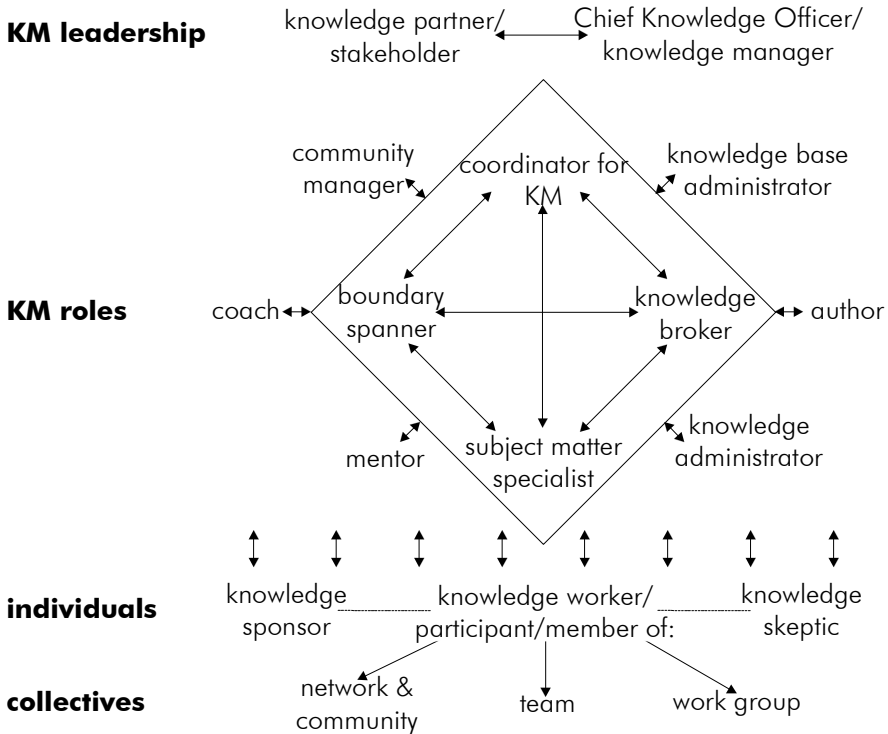 KM leadership
knowledge partner/
stakeholder
Chief Knowledge Officer/
knowledge manager
community
manager
coordinator for
KM
knowledge base
administrator
KM roles
coach
boundary
spanner
knowledge
broker
author
mentor
subject matter
specialist
knowledge
administrator
individuals
knowledge
sponsor
knowledge worker/
participant/member of:
knowledge
skeptic
collectives
network &
community
team
work group